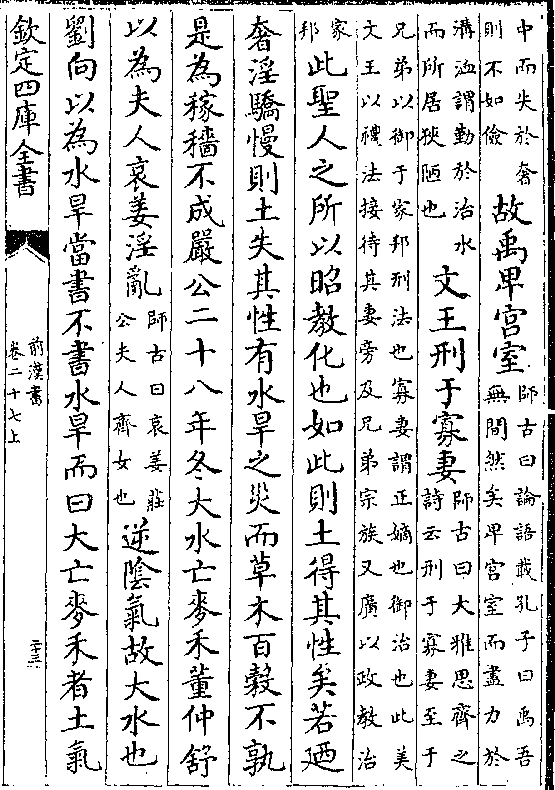 中而失於奢則不如儉故禹卑宮室師古曰論語載孔子曰禹吾無間然矣卑宮室而盡力於
溝洫謂勤於治水而所居狹陋也文王刑于寡妻師古曰大雅思齊之詩云刑于寡妻至于
兄弟以御于家邦刑法也寡妻謂正嫡也御治也此美文王以禮法接待其妻旁及兄弟宗族又廣以政教治
家邦此聖人之所以昭教化也如此則土得其性矣若廼
奢淫驕慢則土失其性有水旱之災而草木百穀不孰
是為稼穡不成嚴公二十八年冬大水亡麥禾董仲舒
以為夫人哀姜淫亂師古曰哀姜莊公夫人齊女也逆陰氣故大水也
劉向以為水旱當書不書水旱而曰大亡麥禾者土氣
欽定四庫全書
前漢書
卷二十七上
二十三